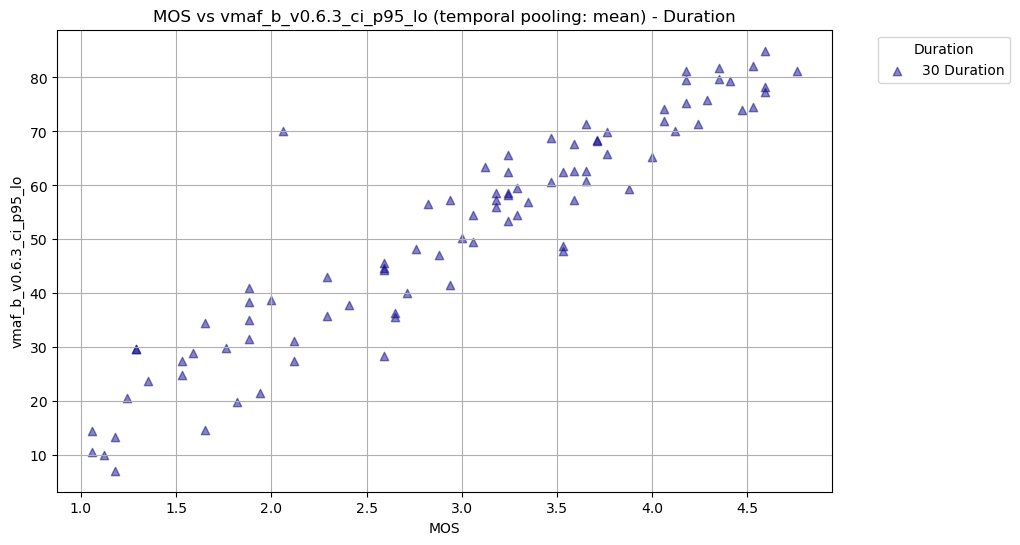 MOS vs vmaf_b_v0.6.3_ci_p95_lo (temporal pooling: mean) - Duration
Duration
30 Duration
vmaf_b_v0.6.3_ci_p95_lo
80
70
60
50
40
30
20
10
1.0 1.5 2.0 2.5 3.0 3.5 4.0 4.5
MOS